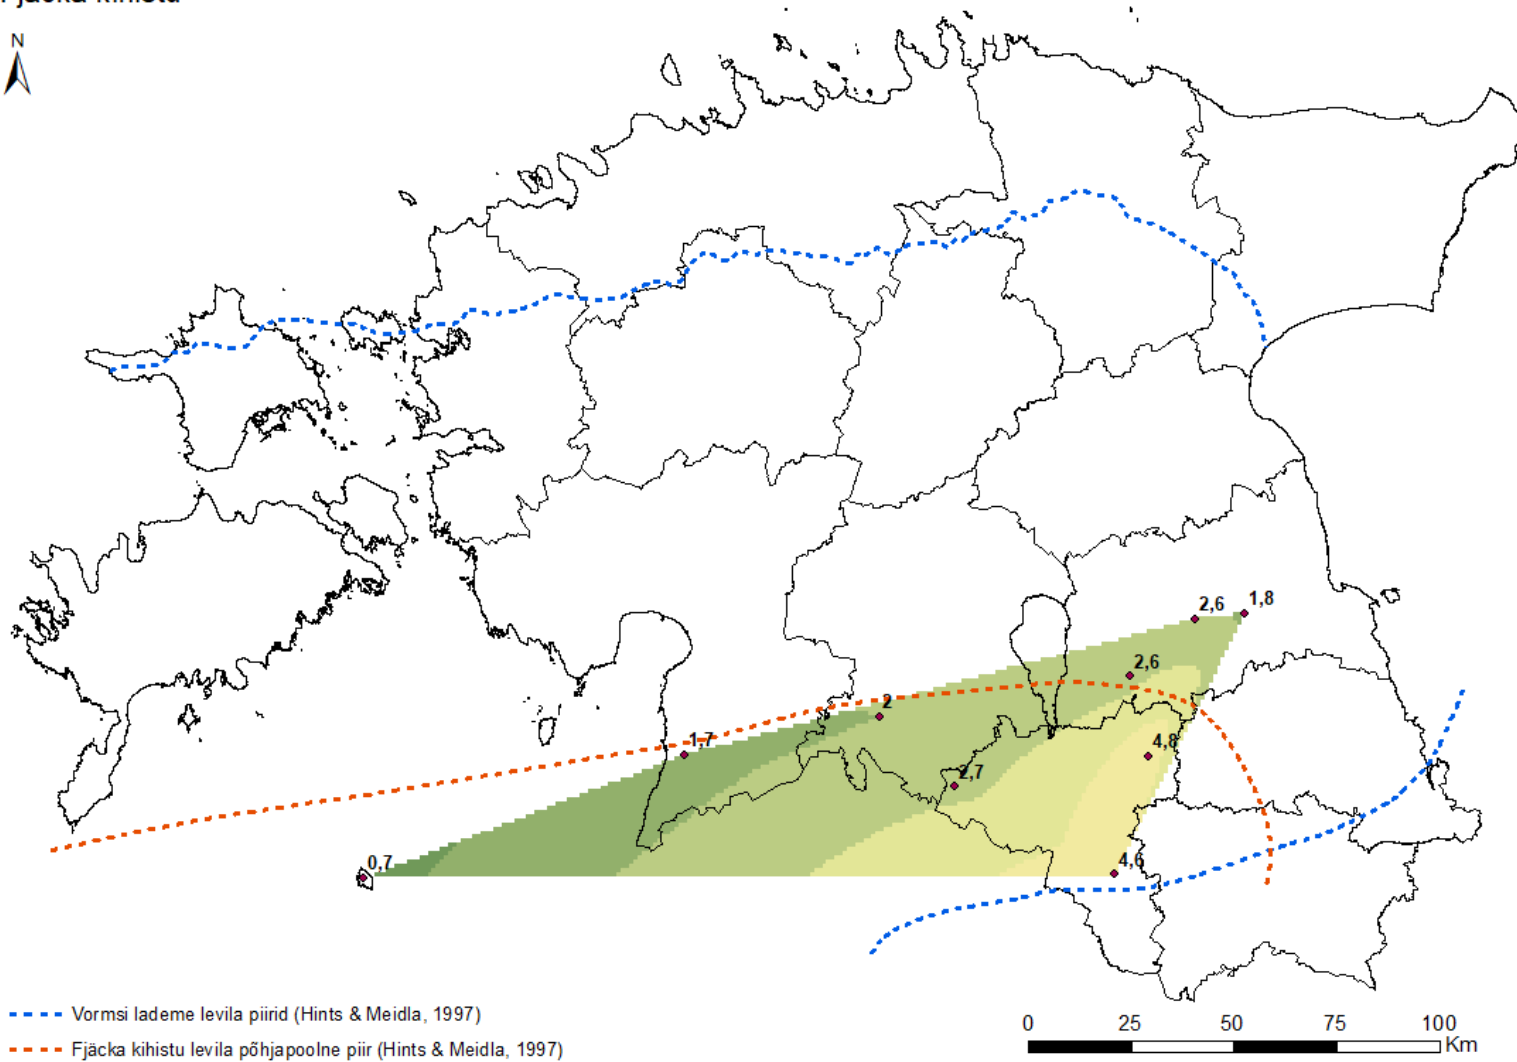 Fjäcka kihistu
N
2,6
1,8
2,6
2
1,7
4,8
2,7
0,7
4,6
Vormsi lademe levila piirid (Hints & Meidla, 1997)
Fjäcka kihistu levila põhjapoolne piir (Hints & Meidla, 1997)
0 25 50 75 100
Km